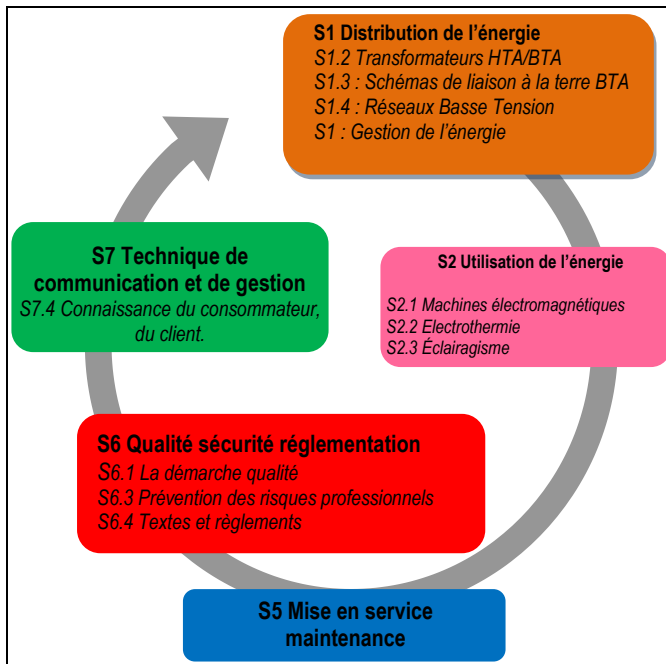 S1 Distribution de l'énergie
S1.2 Transformateurs HTA/BTA
S1.3 : Schémas de liaison à la terre BTA
S1.4 : Réseaux Basse Tension
S1 : Gestion de l'énergie
S2 Utilisation de l'énergie
S2.1 Machines électromagnétiques
S2.2 Electrothermie
S2.3 Éclairagisme
S5 Mise en service
maintenance
S6 Qualité sécurité réglementation
S6.1 La démarche qualité
S6.3 Prévention des risques professionnels
S6.4 Textes et règlements
S7 Technique de
communication et de gestion
S7.4 Connaissance du consommateur,
du client.